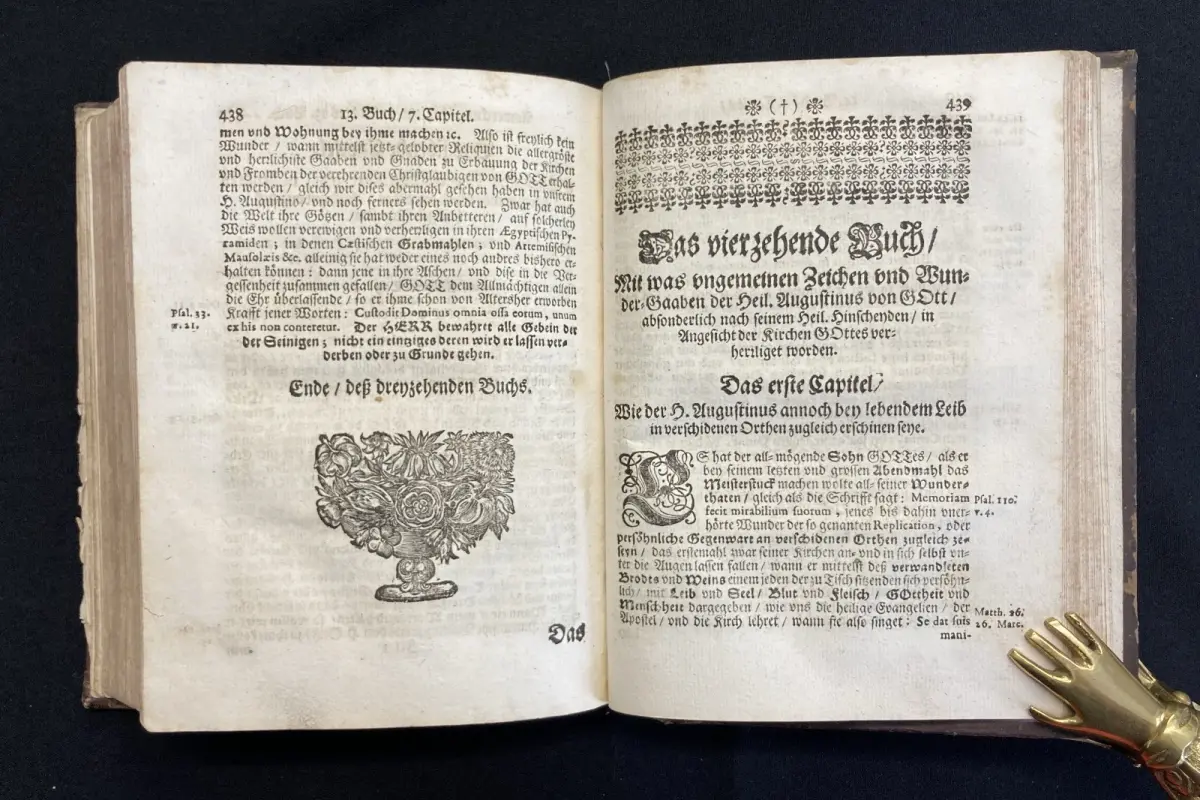 438 13. Buch/ 7. Capitel.
men vnd Wohnung bey ihme machen ꝛc. Also ist freylich kein
Wunder / wann mittelst jetzt-gelobter Reliquien die allergröste
vnd herrlichiste Gaaben vnd Gnaden zu Erbauung der Kirchen
vnd Fromben der verehrenden Christglaubigen von GOTT erhal-
ten werden / gleich wir dises abermahl gesehen haben in vnserm
H. Augustino / vnd noch ferners sehen werden. Zwar hat auch
die Welt ihre Götzen / sambt ihren Anbetteren / auf solcherley
Weis wollen verewigen vnd verherrligen in ihren Ægyptischen Py-
ramiden ; in denen Cæstischen Grabmahlen ; vnd Artemisischen
Mausolæis &c. alleinig sie hat weder eines noch andres bishero er-
halten können : dann jene in ihre Aschen / vnd dise in die Ver-
gessenheit zusammen gefallen / GOTT dem Allmächtigen allein
die Ehr überlassende / so er ihme schon von Altersher erworben
Psal. 33. Krafft jener Worten : Custodit Dominus omnia ossa eorum, unum
v. 21. ex his non conteretur. Der HERR bewahret alle Gebein der
der Seinigen ; nicht ein eintziges deren wird er lassen ver-
derben oder zu Grunde gehen.
Ende / deß dreyzehenden Buchs.
Das
(†) 439
Das vierzehende Buch /
Mit was vngemeinen Zeichen vnd Wun-
der-Gaaben der Heil. Augustinus von GOtt /
absonderlich nach seinem Heil. Hinscheyden / in
Angesicht der Kirchen GOttes ver-
herrliget worden.
Das erste Capitel /
Wie der H. Augustinus annoch bey lebendem Leib
in verschidenen Orthen zugleich erschinen seye.
ES hat der all-mögende Sohn GOTTes / als er
bey seinem letzten vnd grossen Abendmahl das
Meisterstuck machen wolte all-seiner Wunder-
thaten / gleich als die Schrifft sagt : Memoriam Psal. 110.
fecit mirabilium suorum , jenes bis dahin vner- v. 4.
hörte Wunder der so genanten Replication, oder
persöhnliche Gegenwart an verschidenen Orthen zugleich ze-
seyn / das erstemahl zwar seiner Kirchen an- vnd in sich selbst vn-
ter die Augen lassen fallen / wann er mittelst deß verwandleten
Brodts vnd Weins einem jeden der zu Tisch sitzenden sich persöhn-
lich / mit Leib vnd Seel / Blut vnd Fleisch / GOttheit vnd
Menschheit dargegeben / wie vns die heilige Evangelien / der Matth. 26.
Apostel / vnd die Kirch lehret / wann sie also singet : Se dat suis 26. Marc.
mani-